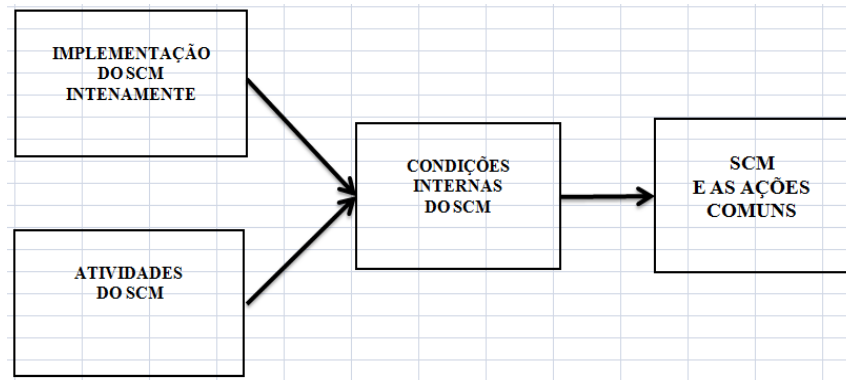 IMPLEMENTAÇÃO
DO SCM
INTENAMENTE
CONDIÇÕES
INTERNAS
DO SCM
SCM
E AS AÇÕES
COMUNS
ATIVIDADES
DO SCM